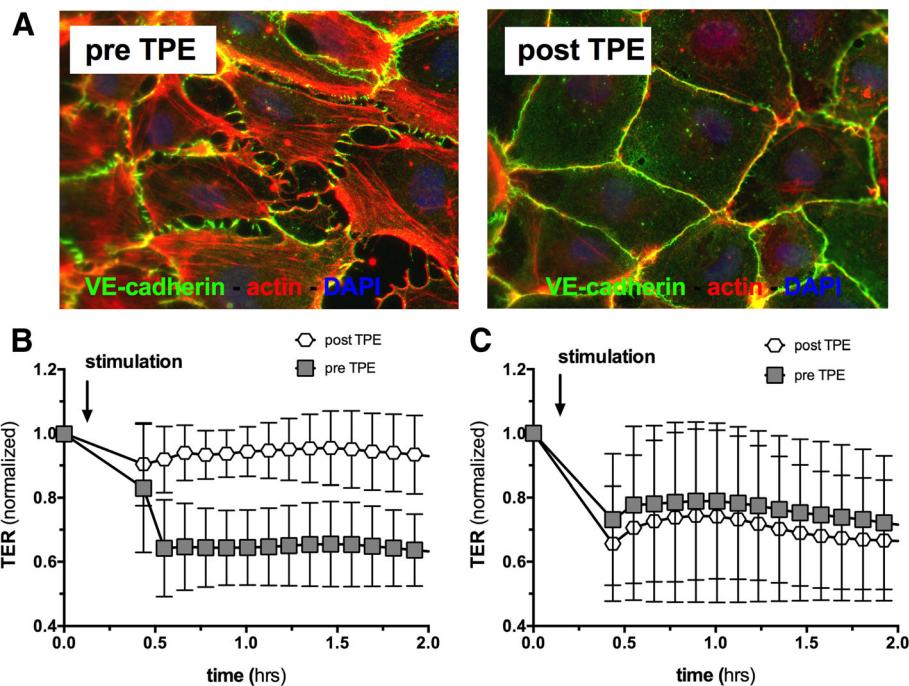 A
pre TPE
post TPE
VE-cadherin - actin - DAPI
VE-cadherin - actin - DAPI
B
stimulation
post TPE
pre TPE
1.2
1.0
0.8
0.6
0.4
TER (normalized)
0.0 0.5 1.0 1.5 2.0
time (hrs)
C
stimulation
post TPE
pre TPE
1.2
1.0
0.8
0.6
0.4
TER (normalized)
0.0 0.5 1.0 1.5 2.0
time (hrs)